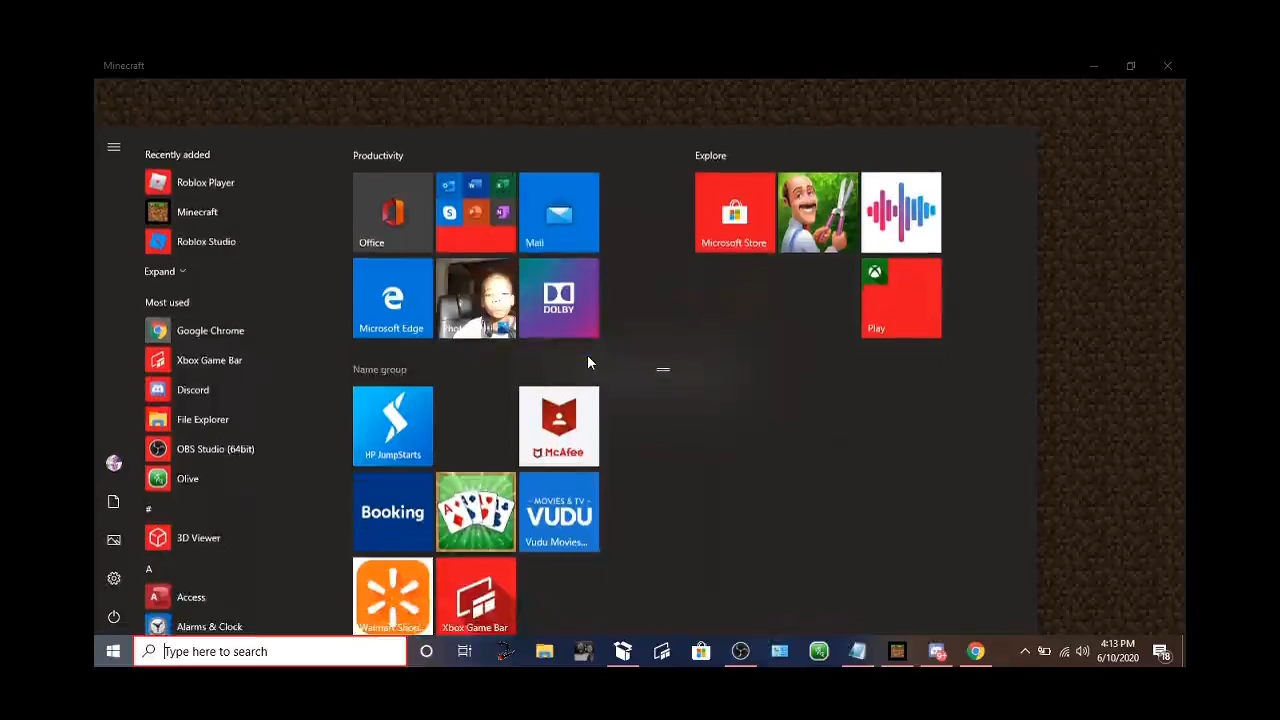 Minecraft
Recently added
Roblox Player
Minecraft
Roblox Studio
Expand
Most used
Google Chrome
Xbox Game Bar
Discord
File Explorer
OBS Studio (64bit)
Olive
#
3D Viewer
A
Access
Alarms & Clock
Productivity
Office
Mail
Microsoft Edge
DOLBY
Name group
HP JumpStarts
McAfee
Booking
MOVIES & TV
VUDU
Vudu Movies...
Xbox Game Bar
Explore
Microsoft Store
Play
Type here to search
4:13 PM
6/10/2020
18